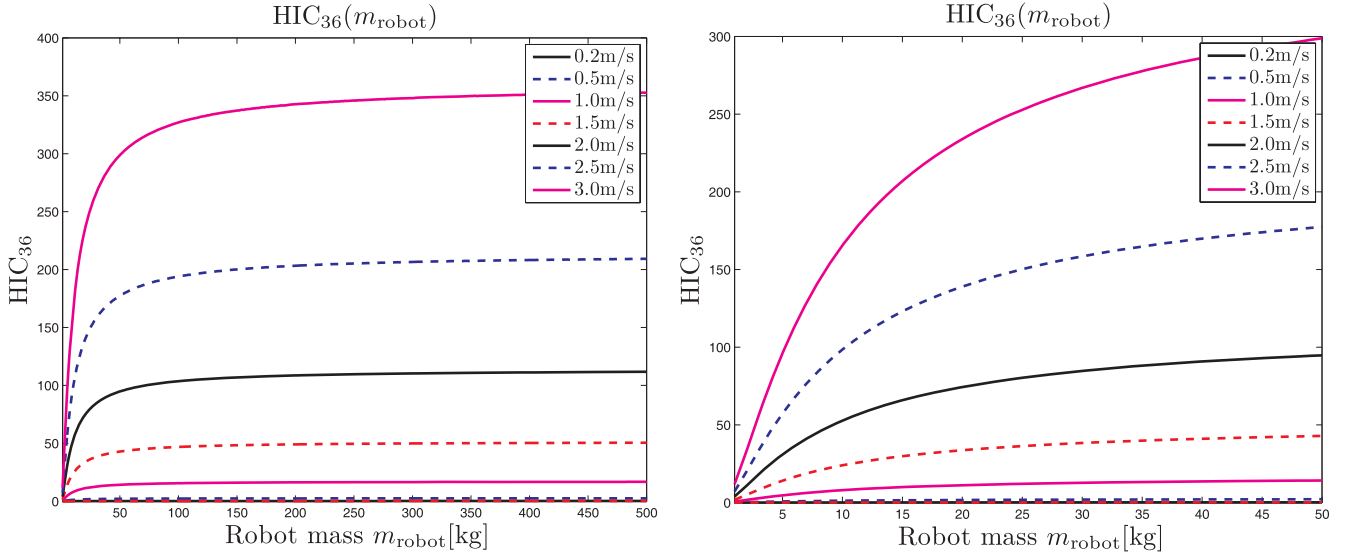 HIC36(mrobot)
400
350
300
250
200
150
100
50
0
HIC36
50
100
150
200
250
300
350
400
450
500
Robot mass mrobot[kg]
0.2m/s
0.5m/s
1.0m/s
1.5m/s
2.0m/s
2.5m/s
3.0m/s
HIC36(mrobot)
300
250
200
150
100
50
0
HIC36
5
10
15
20
25
30
35
40
45
50
Robot mass mrobot[kg]
0.2m/s
0.5m/s
1.0m/s
1.5m/s
2.0m/s
2.5m/s
3.0m/s